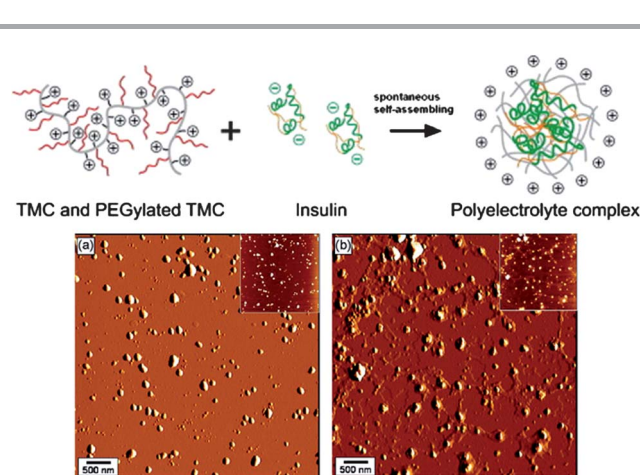 spontaneous
self-assembling
TMC and PEGylated TMC
Insulin
Polyelectrolyte complex
(a)
(b)
500 nm
500 nm